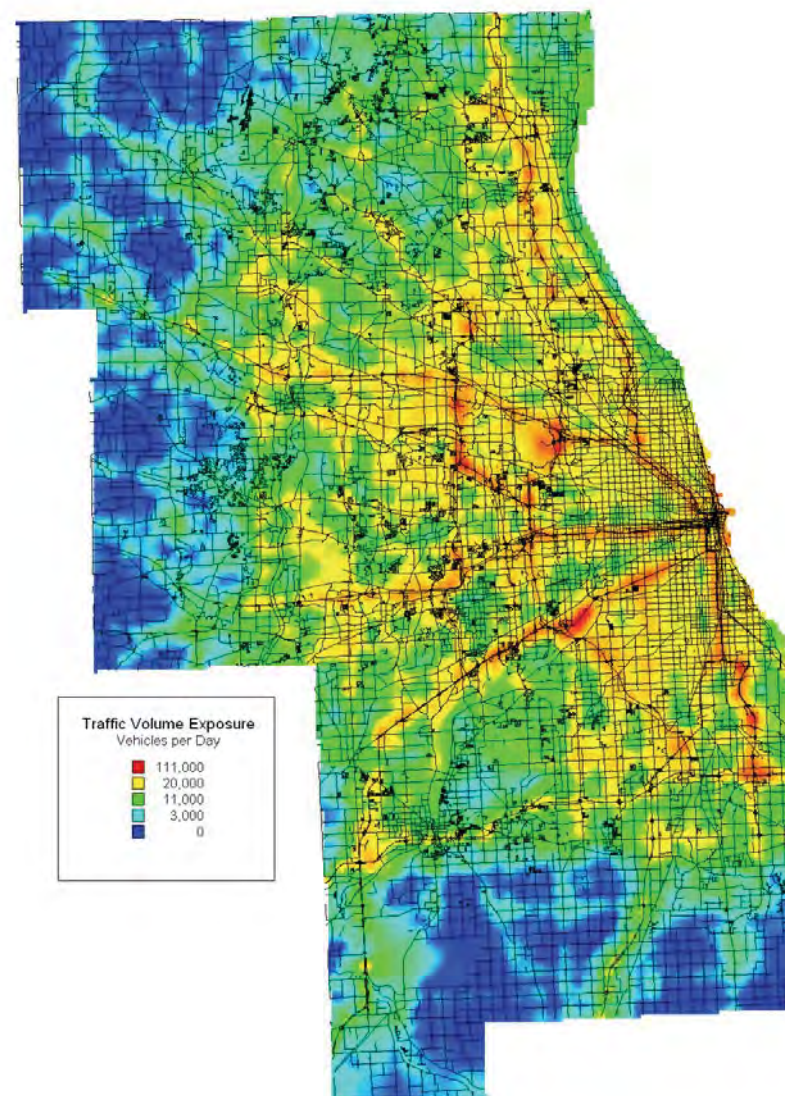 Traffic Volume Exposure
Vehicles per Day
111,000
20,000
11,000
3,000
0